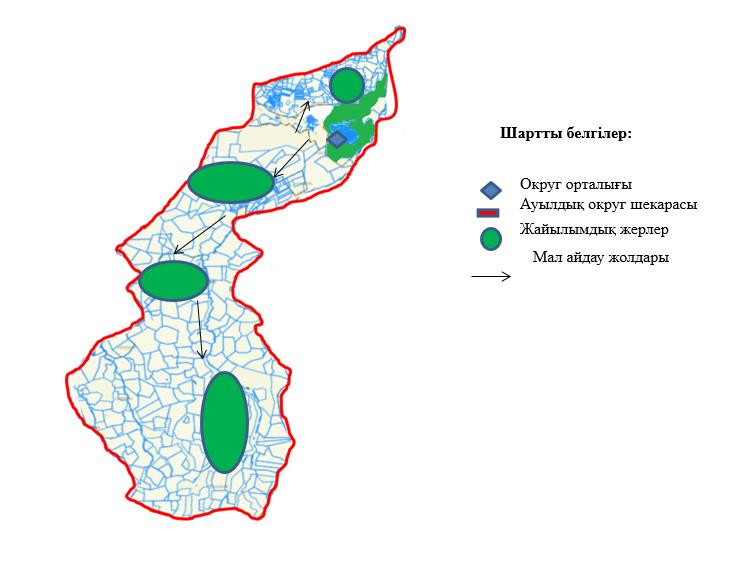 Шартты белгілер:
Округ орталығы
Ауылдық округ шекарасы
Жайылымдық жерлер
Мал айдау жолдары